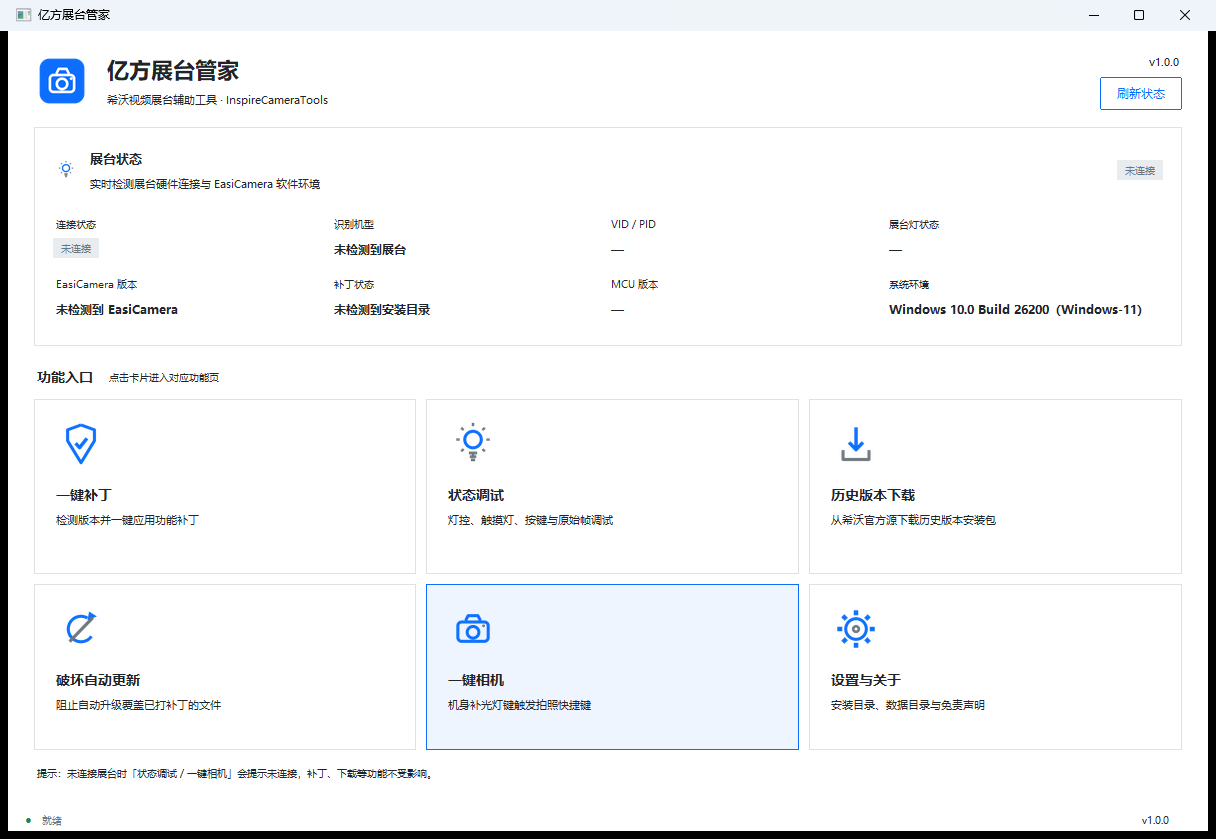 亿方展台管家
亿方展台管家
希沃视频展台辅助工具 · InspireCameraTools
v1.0.0
刷新状态
展台状态
实时检测展台硬件连接与 EasiCamera 软件环境
未连接
连接状态
识别机型
VID / PID
展台灯状态
未连接
未检测到展台
—
—
EasiCamera 版本
补丁状态
MCU 版本
系统环境
未检测到 EasiCamera
未检测到安装目录
—
Windows 10.0 Build 26200（Windows-11）
功能入口
点击卡片进入对应功能页
一键补丁
检测版本并一键应用功能补丁
状态调试
灯控、触摸灯、按键与原始帧调试
历史版本下载
从希沃官方源下载历史版本安装包
破坏自动更新
阻止自动升级覆盖已打补丁的文件
一键相机
机身补光灯键触发拍照快捷键
设置与关于
安装目录、数据目录与免责声明
提示：未连接展台时「状态调试 / 一键相机」会提示未连接，补丁、下载等功能不受影响。
就绪
v1.0.0